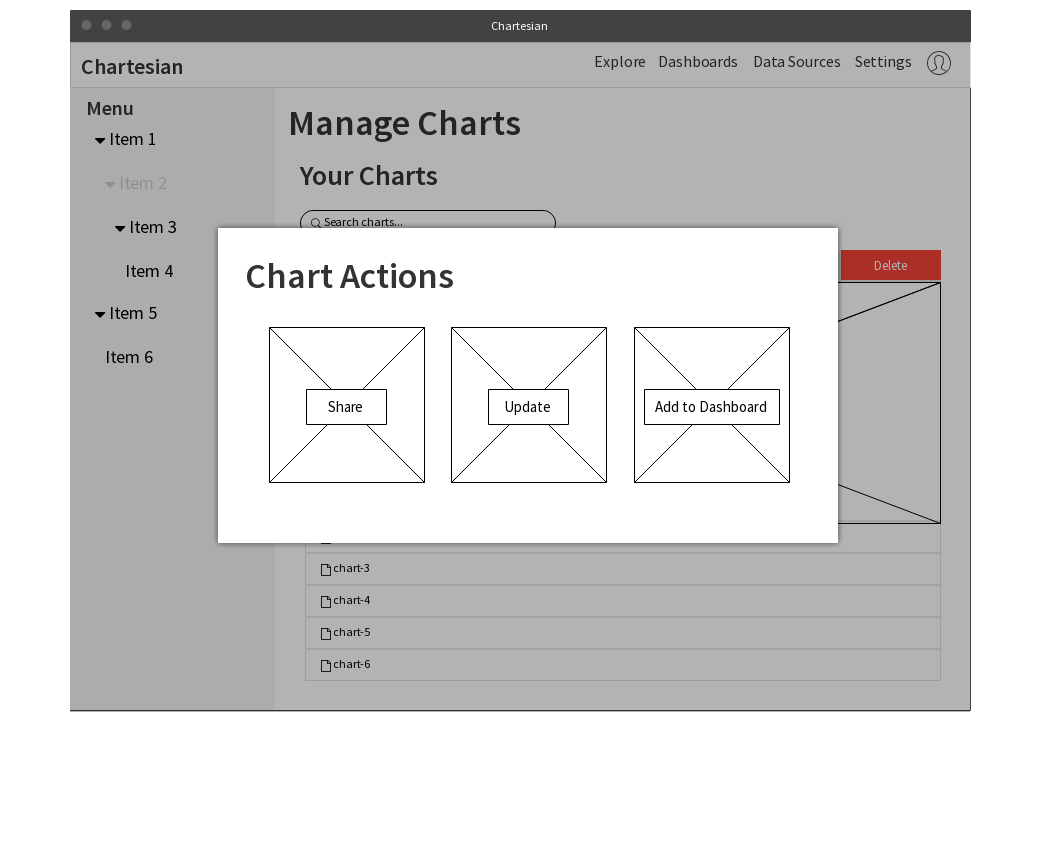 Chartesian
Chartesian
Explore Dashboards Data Sources Settings
Menu
Item 1
Item 2
Item 3
Item 4
Item 5
Item 6
Manage Charts
Your Charts
Search charts...
Delete
Chart Actions
Share
Update
Add to Dashboard
chart-3
chart-4
chart-5
chart-6